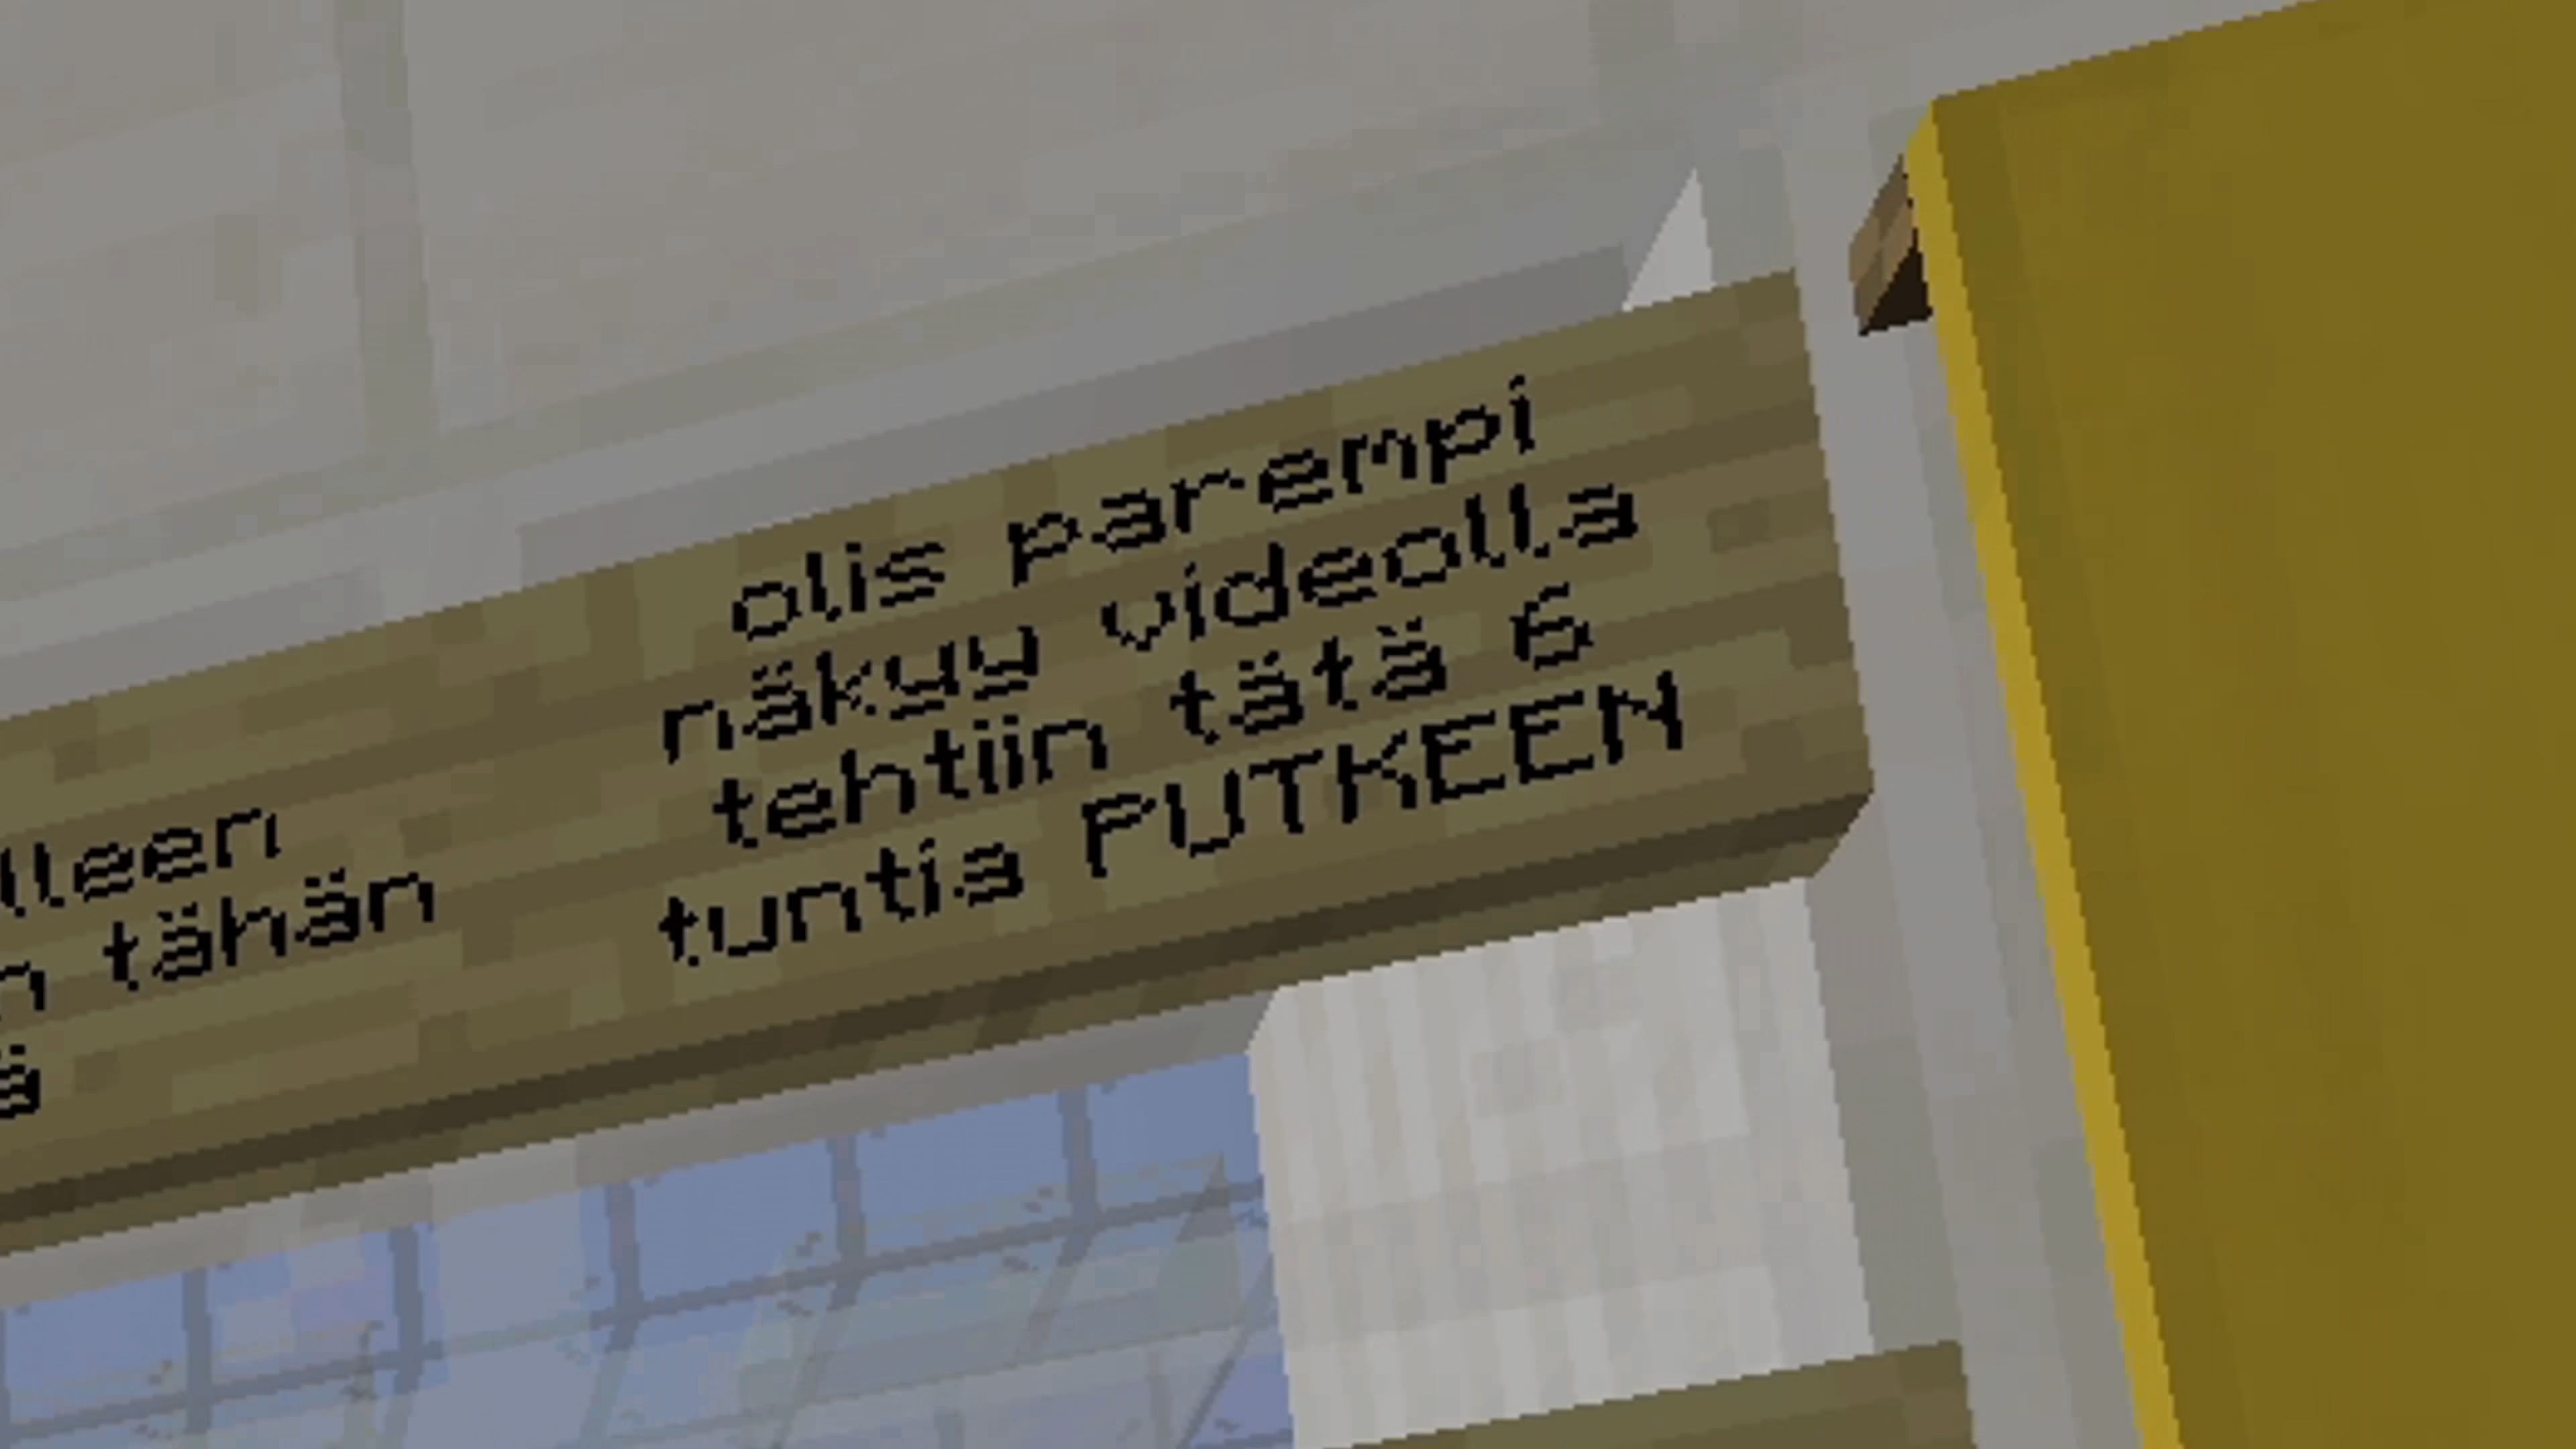 lleen
tähän
olis parempi
näkyy videolla
tehtiin tätä 6
tuntia PUTKEEN